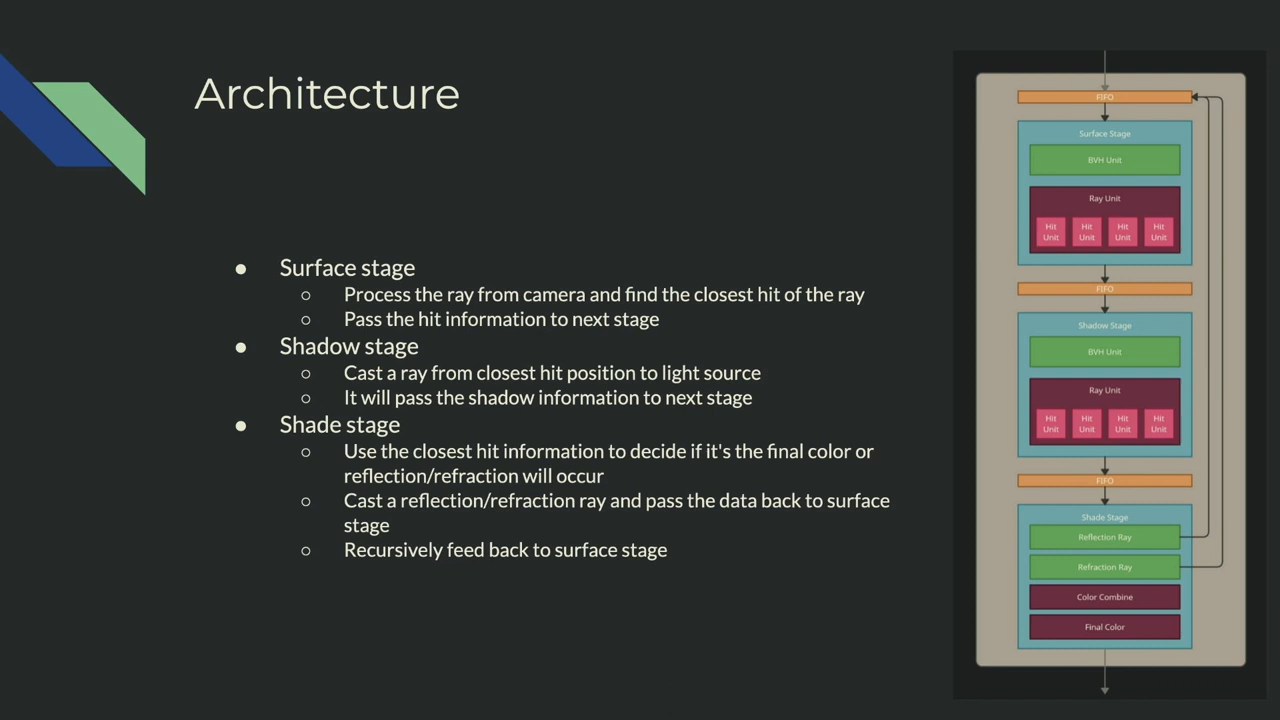 Architecture
● Surface stage
○ Process the ray from camera and find the closest hit of the ray
○ Pass the hit information to next stage
● Shadow stage
○ Cast a ray from closest hit position to light source
○ It will pass the shadow information to next stage
● Shade stage
○ Use the closest hit information to decide if it's the final color or
reflection/refraction will occur
○ Cast a reflection/refraction ray and pass the data back to surface
stage
○ Recursively feed back to surface stage
FIFO
Surface Stage
BVH Unit
Ray Unit
Hit Unit
Hit Unit
Hit Unit
Hit Unit
FIFO
Shadow Stage
BVH Unit
Ray Unit
Hit Unit
Hit Unit
Hit Unit
Hit Unit
FIFO
Shade Stage
Reflection Ray
Refraction Ray
Color Combine
Final Color